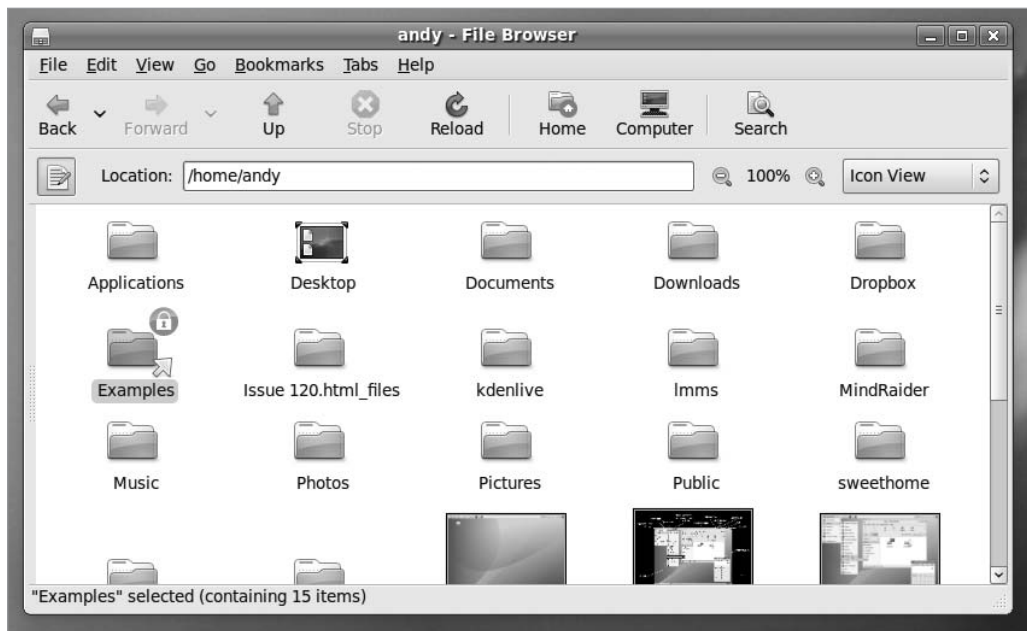 andy - File Browser
File Edit View Go Bookmarks Tabs Help
Back Forward Up Stop Reload Home Computer Search
Location: /home/andy 100% Icon View
Applications Desktop Documents Downloads Dropbox
Examples Issue 120.html_files kdenlive lmms MindRaider
Music Photos Pictures Public sweethome
"Examples" selected (containing 15 items)